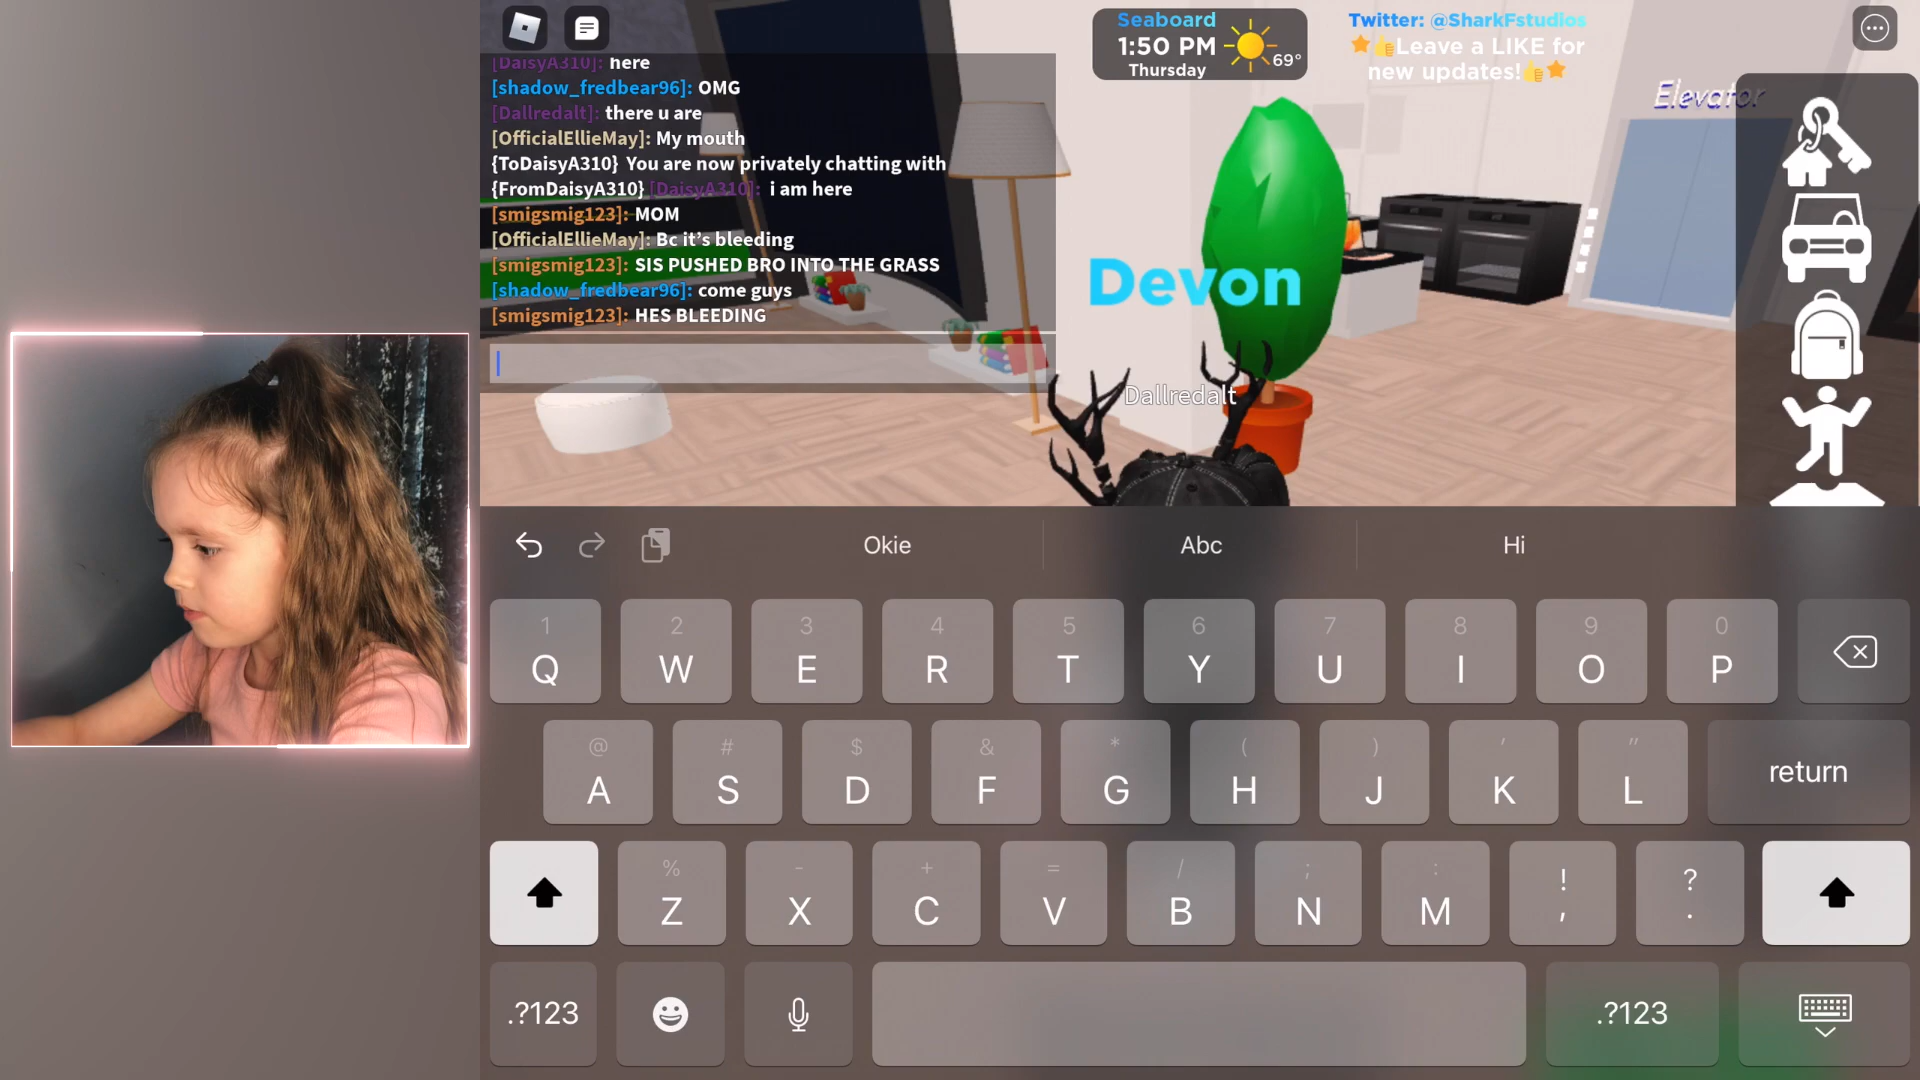 [DaisyA310]: here
[shadow_fredbear96]: OMG
[Dallredalt]: there u are
[OfficialEllieMay]: My mouth
{ToDaisyA310} You are now privately chatting with
{FromDaisyA310} [DaisyA310]: i am here
[smigsmig123]: MOM
[OfficialEllieMay]: Bc it’s bleeding
[smigsmig123]: SIS PUSHED BRO INTO THE GRASS
[shadow_fredbear96]: come guys
[smigsmig123]: HES BLEEDING
Seaboard
1:50 PM
69°
Thursday
Twitter: @SharkFstudios
Leave a LIKE for
new updates!
Elevator
Devon
Dallredalt
Okie Abc Hi
1 2 3 4 5 6 7 8 9 0
Q W E R T Y U I O P
@ # $ & * ( ) ' "
A S D F G H J K L return
% - + = / ; : ! ?
Z X C V B N M , .
.?123 .?123